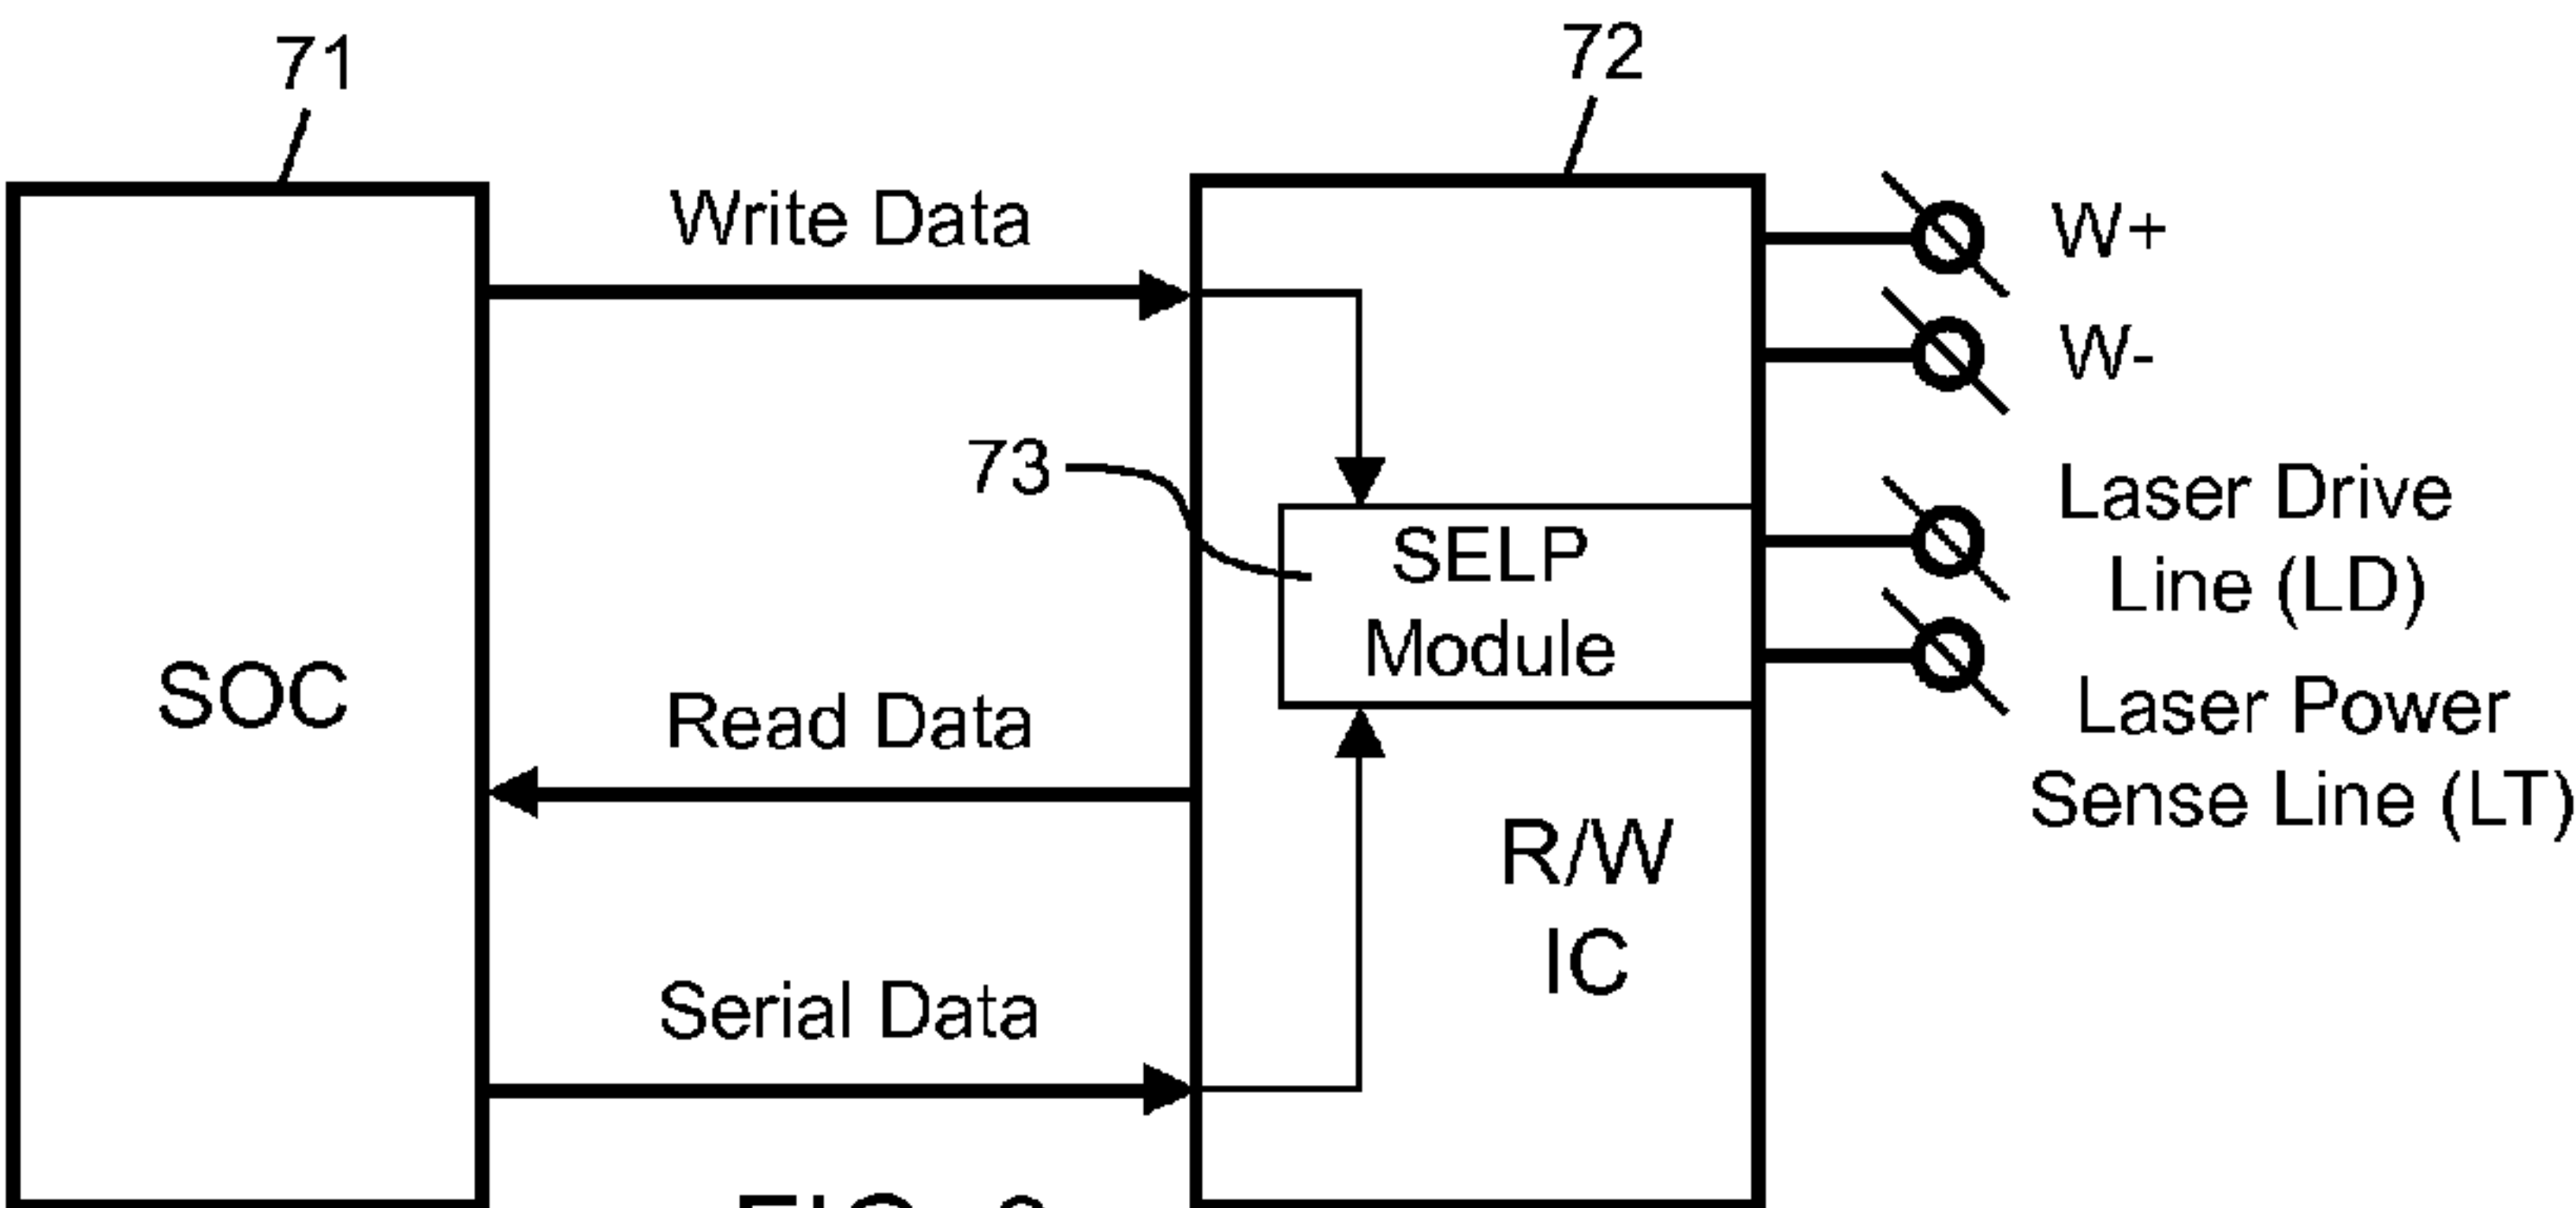 71
72
Write Data
W+
W-
73
SELP
Module
Laser Drive
Line (LD)
Laser Power
Sense Line (LT)
SOC
Read Data
R/W
IC
Serial Data